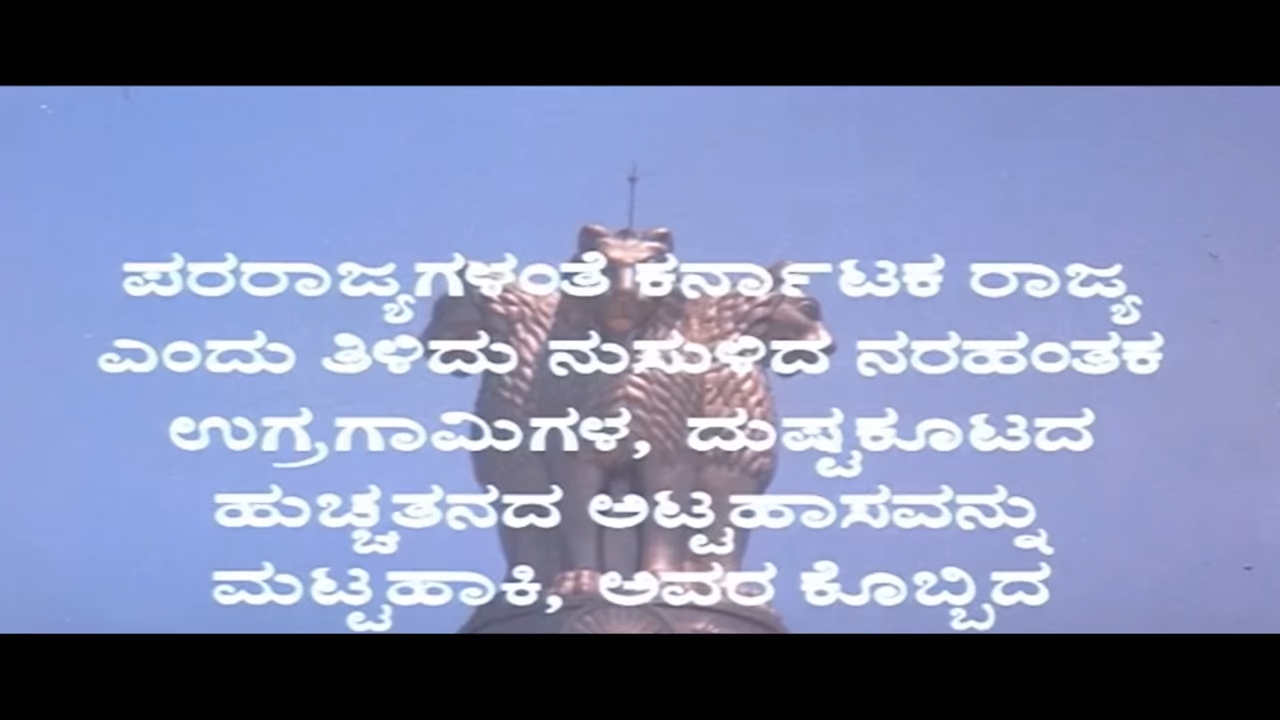 ಪರರಾಜ್ಯಗಳಂತೆ ಕರ್ನಾಟಕ ರಾಜ್ಯ
ಎಂದು ತಿಳಿದು ನುಸುಳಿದ ನರಹಂತಕ
ಉಗ್ರಗಾಮಿಗಳ, ದುಷ್ಟಕೂಟದ
ಹುಚ್ಚತನದ ಅಟ್ಟಹಾಸವನ್ನು
ಮಟ್ಟಹಾಕಿ, ಅವರ ಕೊಬ್ಬಿದ